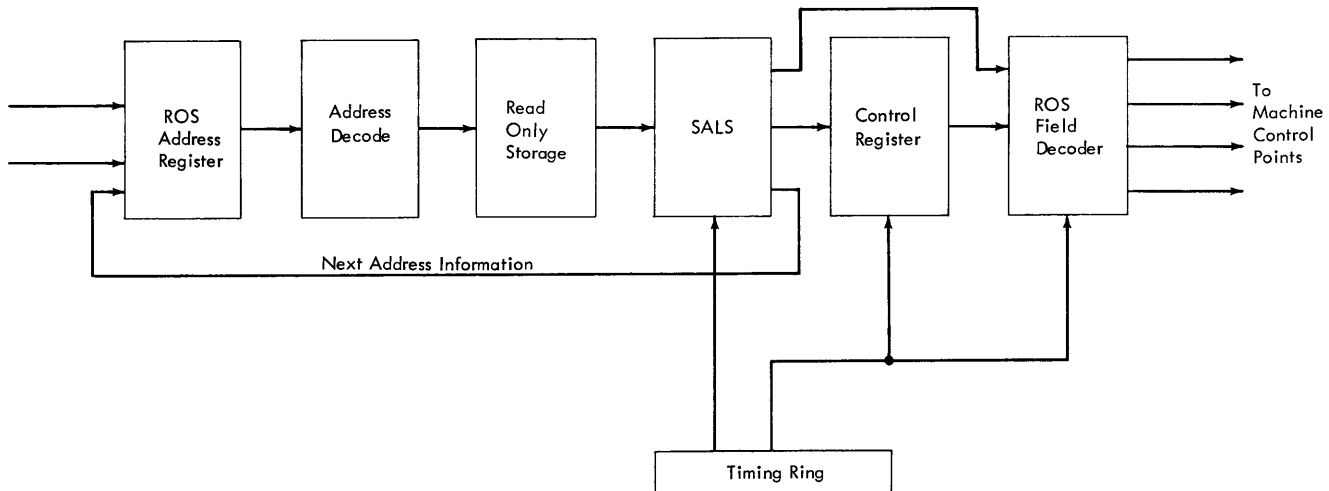 ROS
Address
Register
Address
Decode
Read
Only
Storage
SALS
Control
Register
ROS
Field
Decoder
To
Machine
Control
Points
Next Address Information
Timing Ring